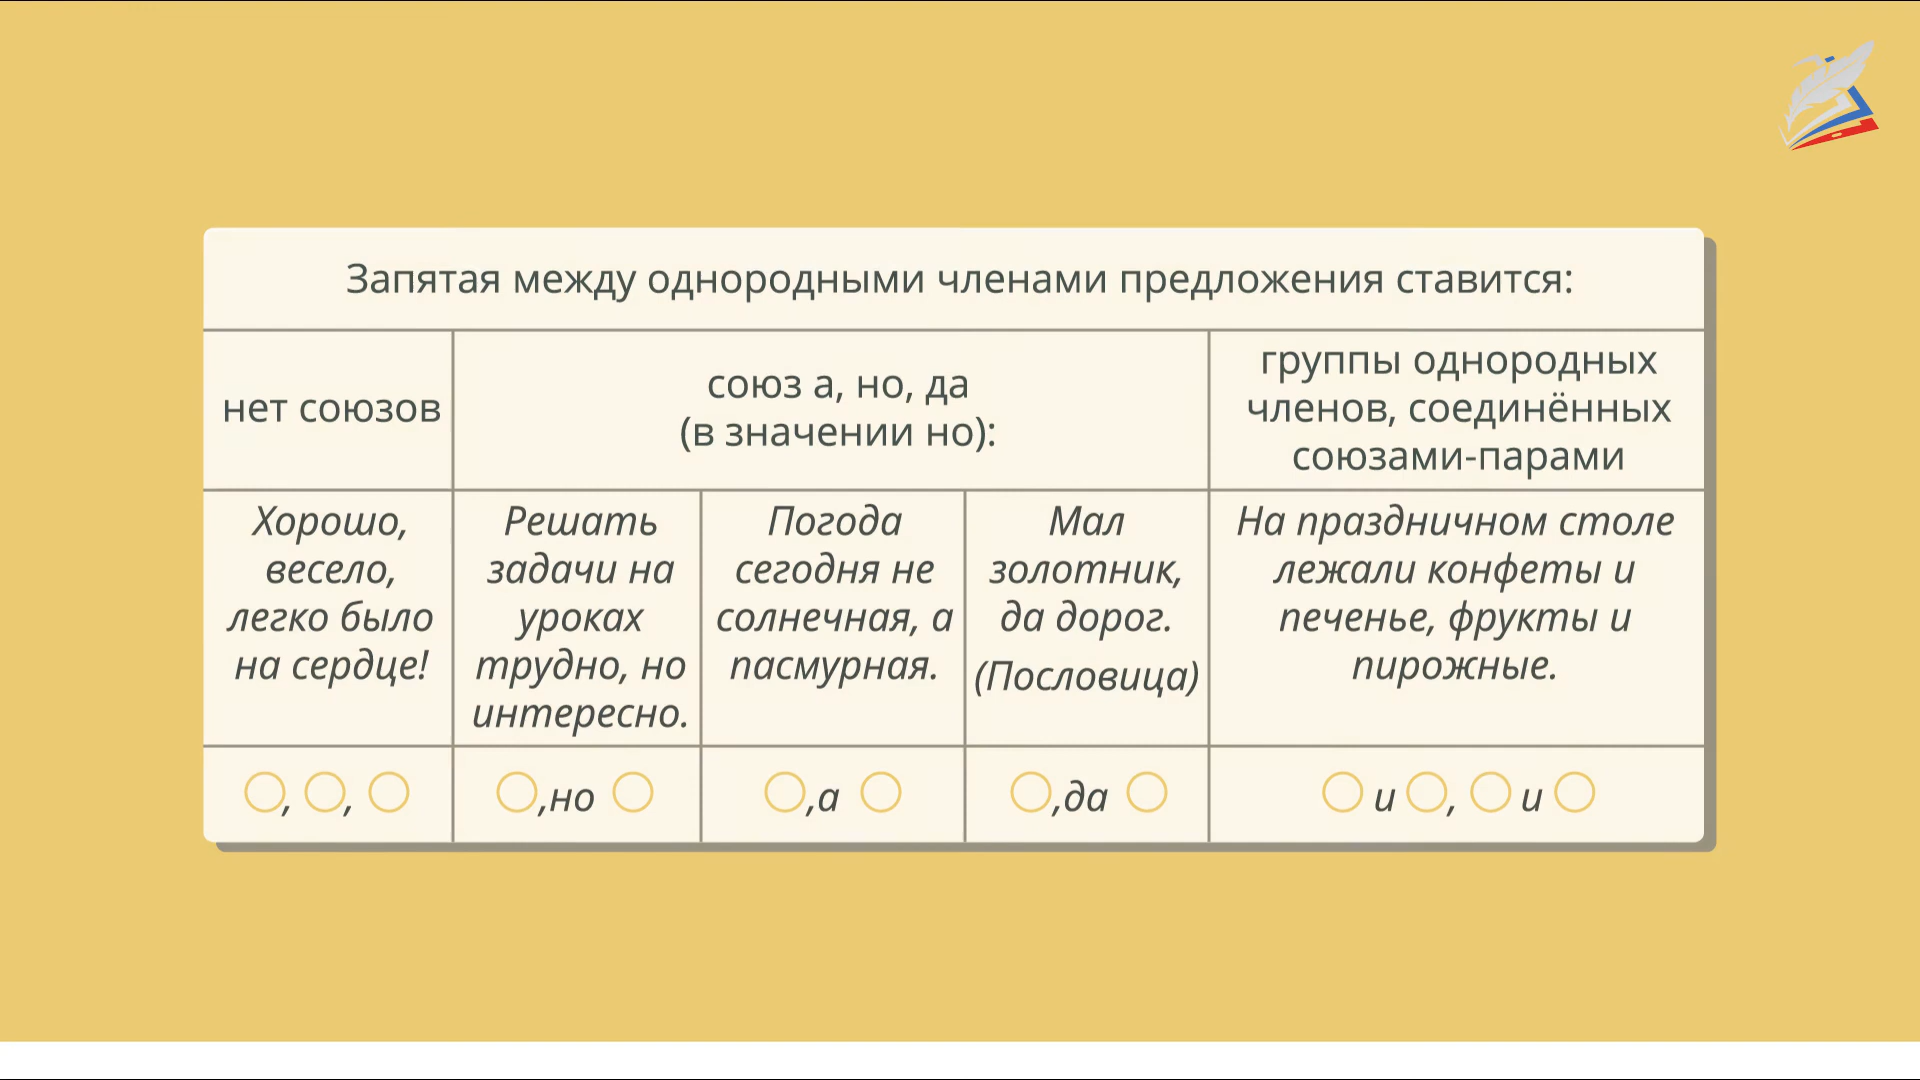 Запятая между однородными членами предложения ставится:
нет союзов
союз а, но, да
(в значении но):
группы однородных
членов, соединённых
союзами-парами
Хорошо,
весело,
легко было
на сердце!
Решать
задачи на
уроках
трудно, но
интересно.
Погода
сегодня не
солнечная, а
пасмурная.
Мал
золотник,
да дорог.
(Пословица)
На праздничном столе
лежали конфеты и
печенье, фрукты и
пирожные.
, ,
,но
,а
,да
и , и